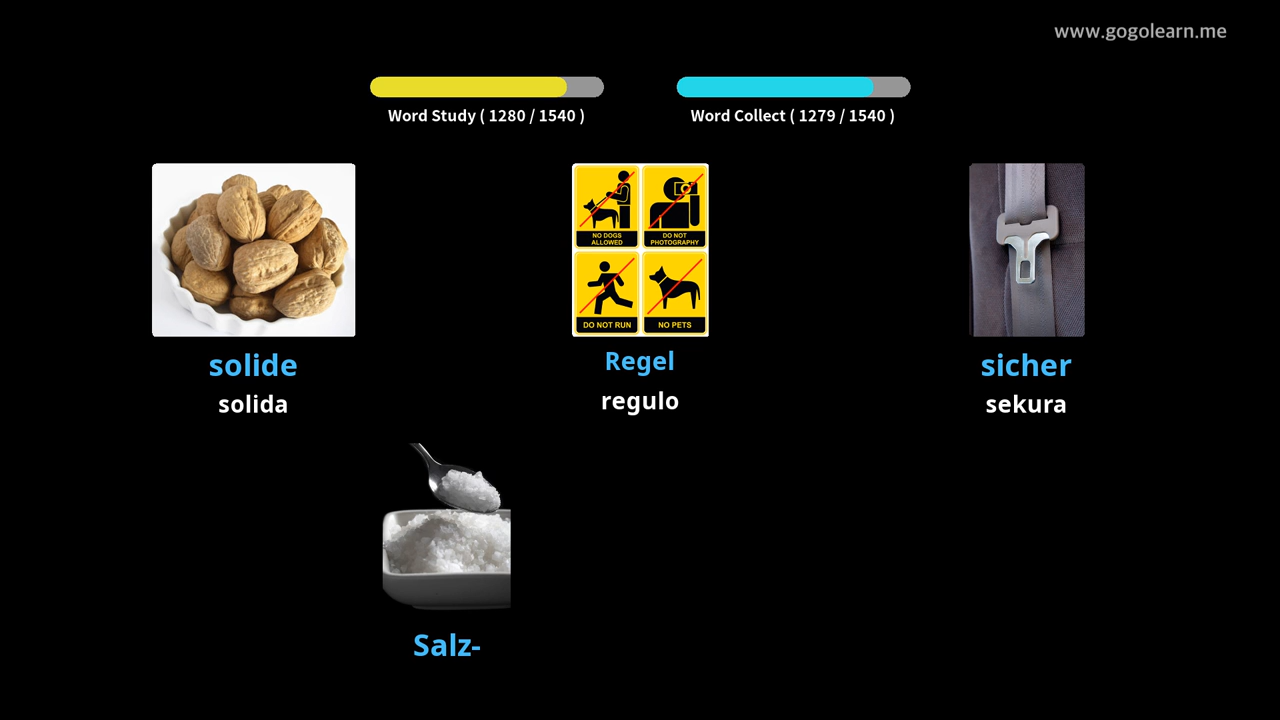 www.gogolearn.me
Word Study ( 1280 / 1540 )
Word Collect ( 1279 / 1540 )
NO DOGS
ALLOWED
DO NOT
PHOTOGRAPHY
DO NOT RUN
NO PETS
solide
Regel
sicher
solida
regulo
sekura
Salz-